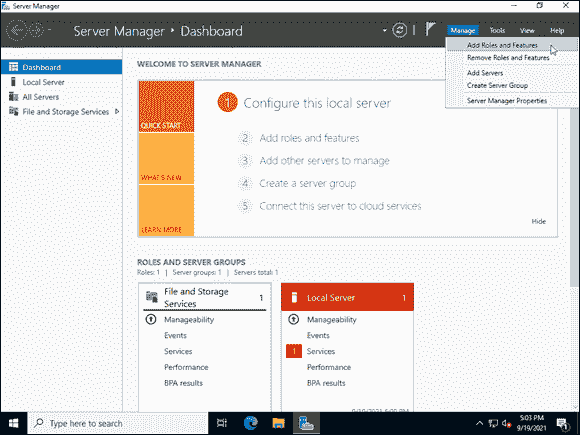 Server Manager
Server Manager • Dashboard
Manage Tools View Help
Add Roles and Features
Remove Roles and Features
Add Servers
Create Server Group
Server Manager Properties
Dashboard
Local Server
All Servers
File and Storage Services
WELCOME TO SERVER MANAGER
QUICK START
WHAT'S NEW
LEARN MORE
1 Configure this local server
2 Add roles and features
3 Add other servers to manage
4 Create a server group
5 Connect this server to cloud services
Hide
ROLES AND SERVER GROUPS
Roles: 1 | Server groups: 1 | Servers total: 1
File and Storage Services 1
Manageability
Events
Services
Performance
BPA results
Local Server 1
Manageability
Events
1 Services
Performance
BPA results
Type here to search
5:03 PM
9/19/2021
1